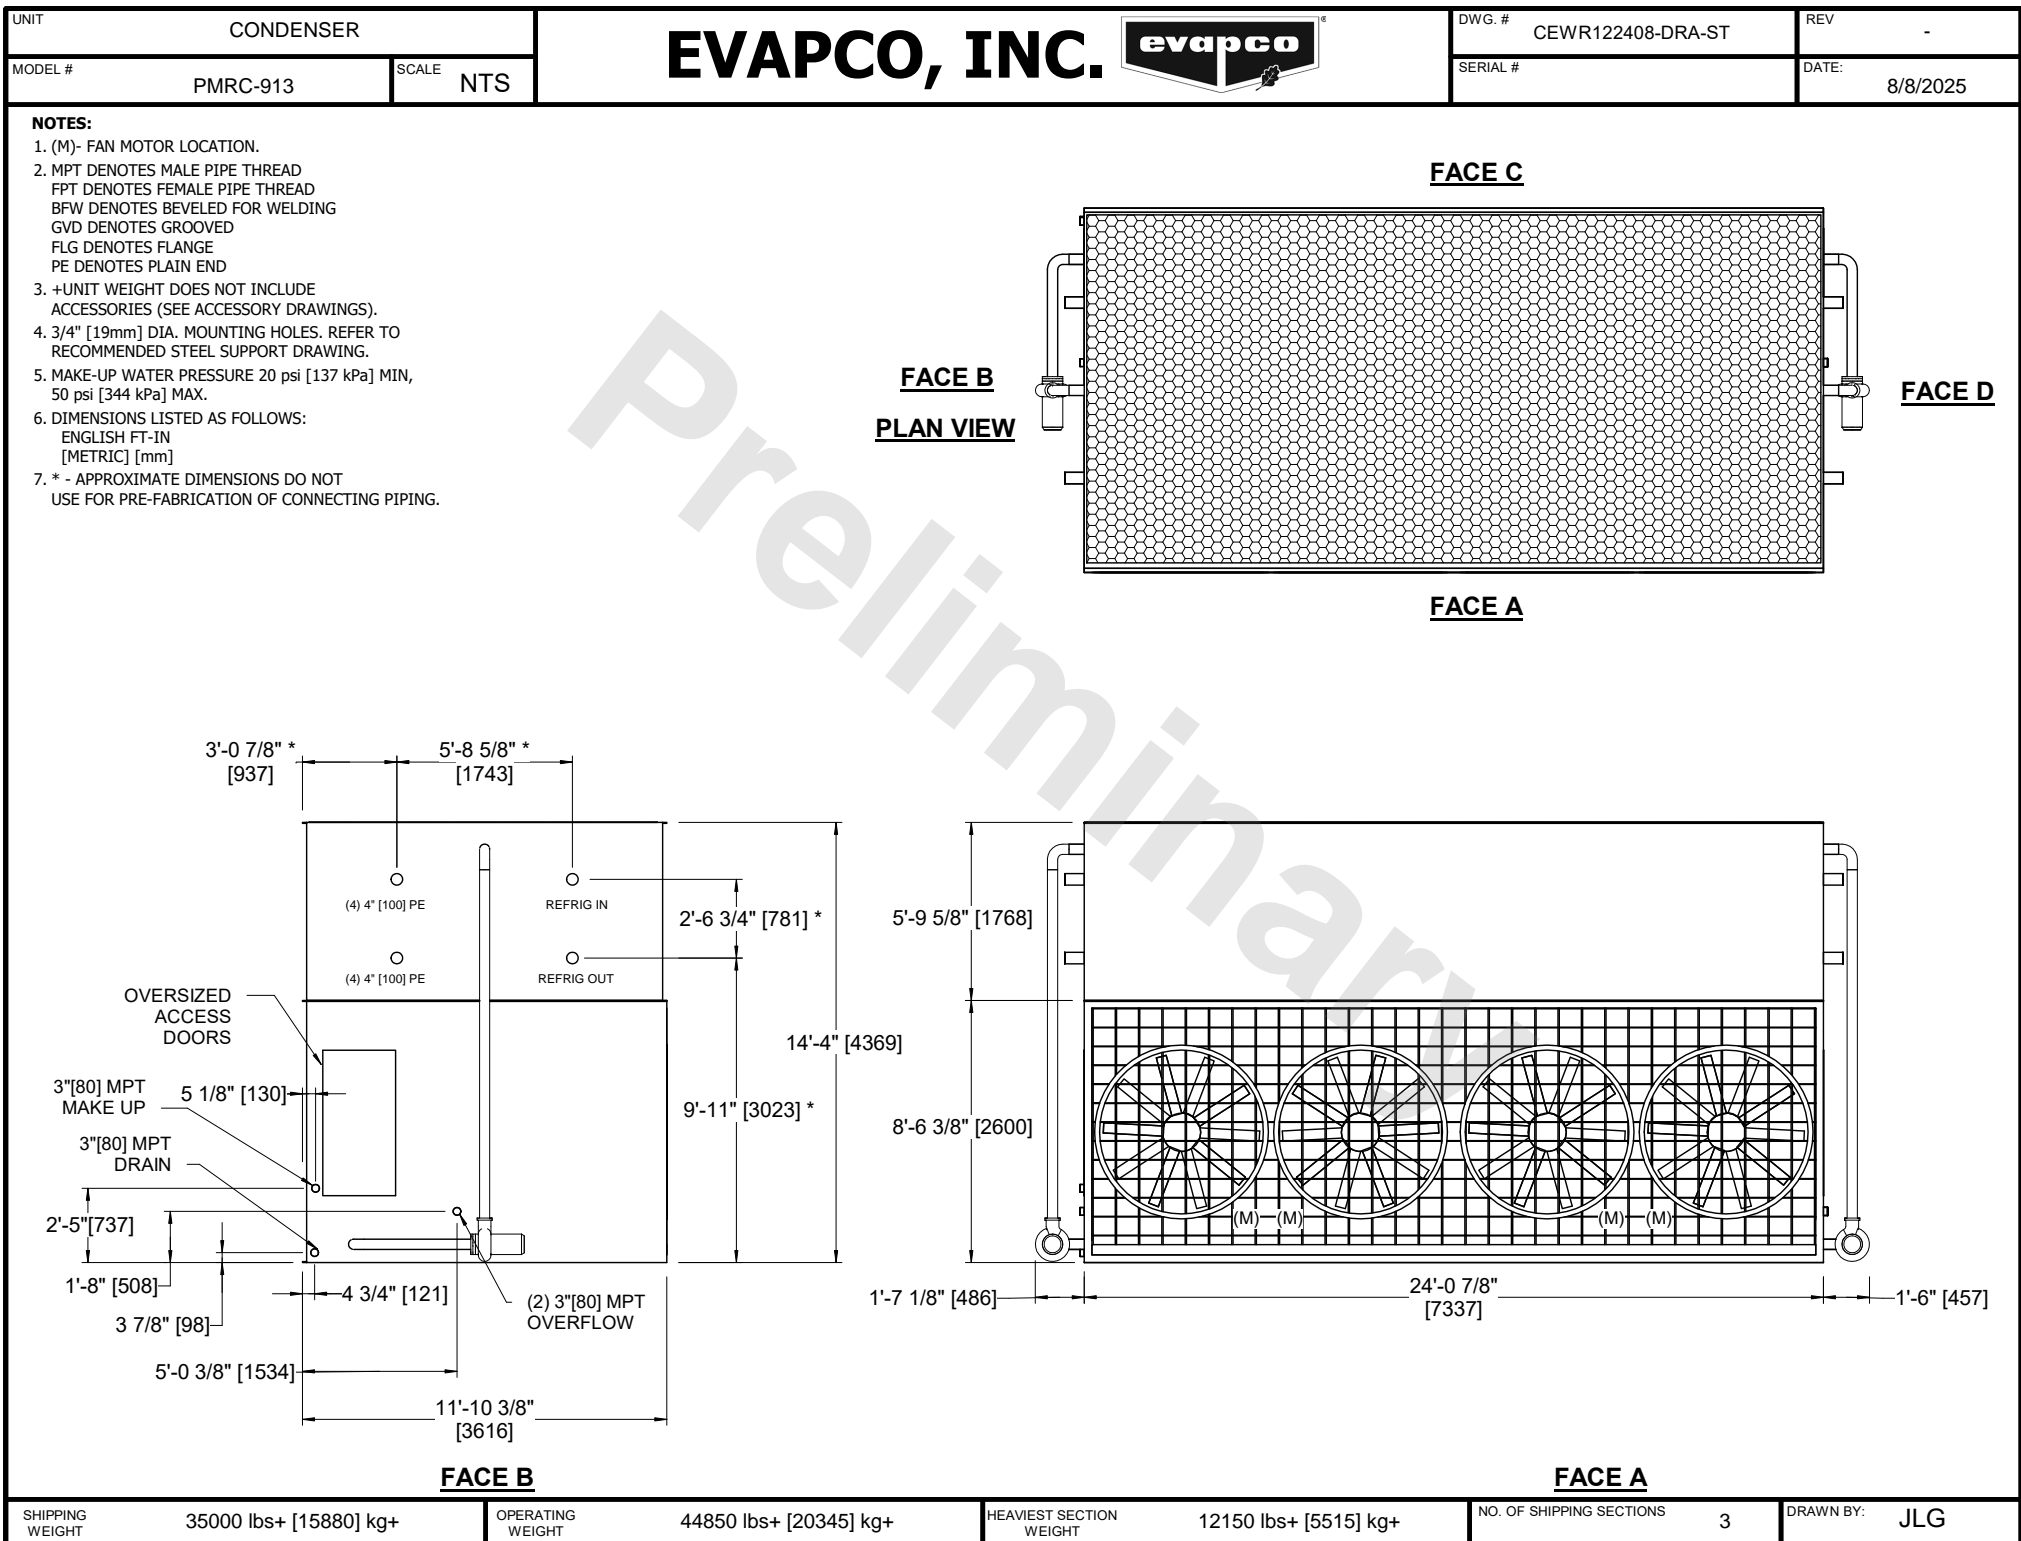 UNIT
CONDENSER
MODEL #
PMRC-913
SCALE
NTS
EVAPCO, INC.
evapco
®
DWG. #
CEWR122408-DRA-ST
REV
-
SERIAL #
DATE:
8/8/2025
NOTES:
1. (M)- FAN MOTOR LOCATION.
2. MPT DENOTES MALE PIPE THREAD
FPT DENOTES FEMALE PIPE THREAD
BFW DENOTES BEVELED FOR WELDING
GVD DENOTES GROOVED
FLG DENOTES FLANGE
PE DENOTES PLAIN END
3. +UNIT WEIGHT DOES NOT INCLUDE
ACCESSORIES (SEE ACCESSORY DRAWINGS).
4. 3/4" [19mm] DIA. MOUNTING HOLES. REFER TO
RECOMMENDED STEEL SUPPORT DRAWING.
5. MAKE-UP WATER PRESSURE 20 psi [137 kPa] MIN,
50 psi [344 kPa] MAX.
6. DIMENSIONS LISTED AS FOLLOWS:
ENGLISH FT-IN
[METRIC] [mm]
7. * - APPROXIMATE DIMENSIONS DO NOT
USE FOR PRE-FABRICATION OF CONNECTING PIPING.
Preliminary
FACE C
FACE B
PLAN VIEW
FACE D
FACE A
3'-0 7/8" *
[937]
5'-8 5/8" *
[1743]
(4) 4" [100] PE
REFRIG IN
(4) 4" [100] PE
REFRIG OUT
2'-6 3/4" [781] *
14'-4" [4369]
9'-11" [3023] *
OVERSIZED
ACCESS
DOORS
3"[80] MPT
MAKE UP
5 1/8" [130]
3"[80] MPT
DRAIN
2'-5"[737]
1'-8" [508]
3 7/8" [98]
4 3/4" [121]
(2) 3"[80] MPT
OVERFLOW
5'-0 3/8" [1534]
11'-10 3/8"
[3616]
FACE B
5'-9 5/8" [1768]
8'-6 3/8" [2600]
(M)
(M)
(M)
(M)
1'-7 1/8" [486]
24'-0 7/8"
[7337]
1'-6" [457]
FACE A
SHIPPING
WEIGHT
35000 lbs+ [15880] kg+
OPERATING
WEIGHT
44850 lbs+ [20345] kg+
HEAVIEST SECTION
WEIGHT
12150 lbs+ [5515] kg+
NO. OF SHIPPING SECTIONS
3
DRAWN BY:
JLG